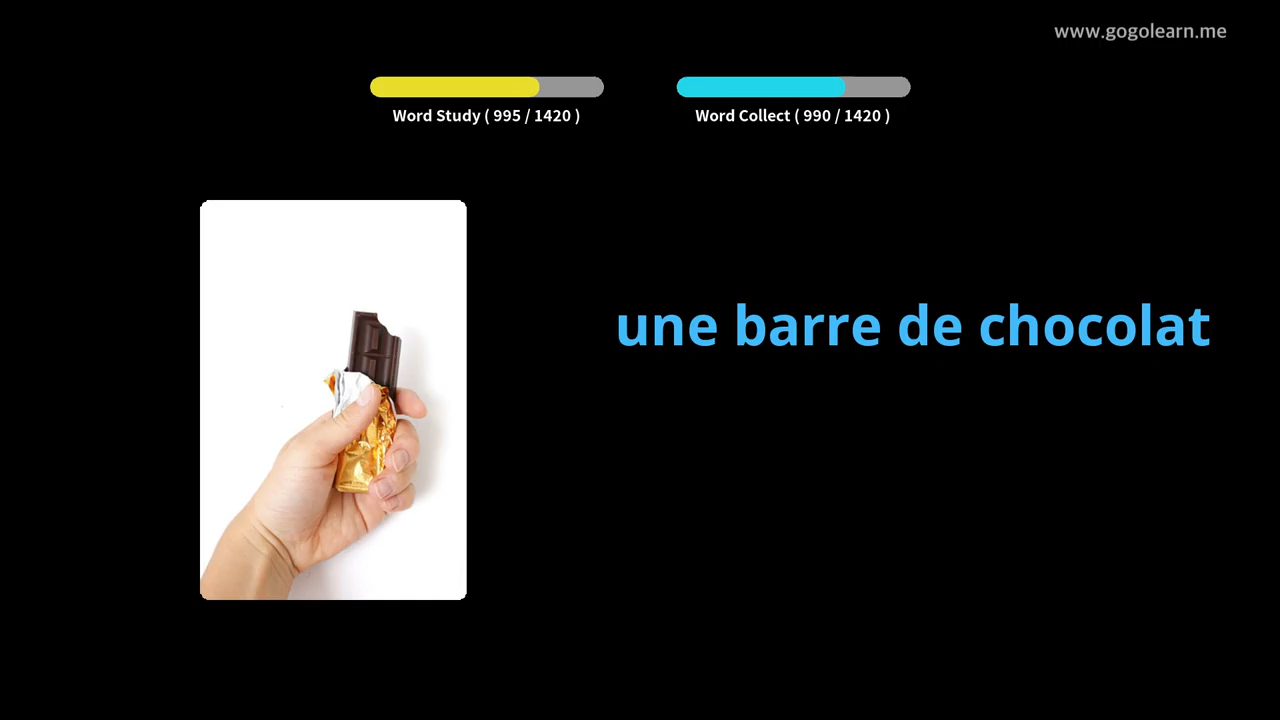 www.gogolearn.me
Word Study ( 995 / 1420 )
Word Collect ( 990 / 1420 )
une barre de chocolat